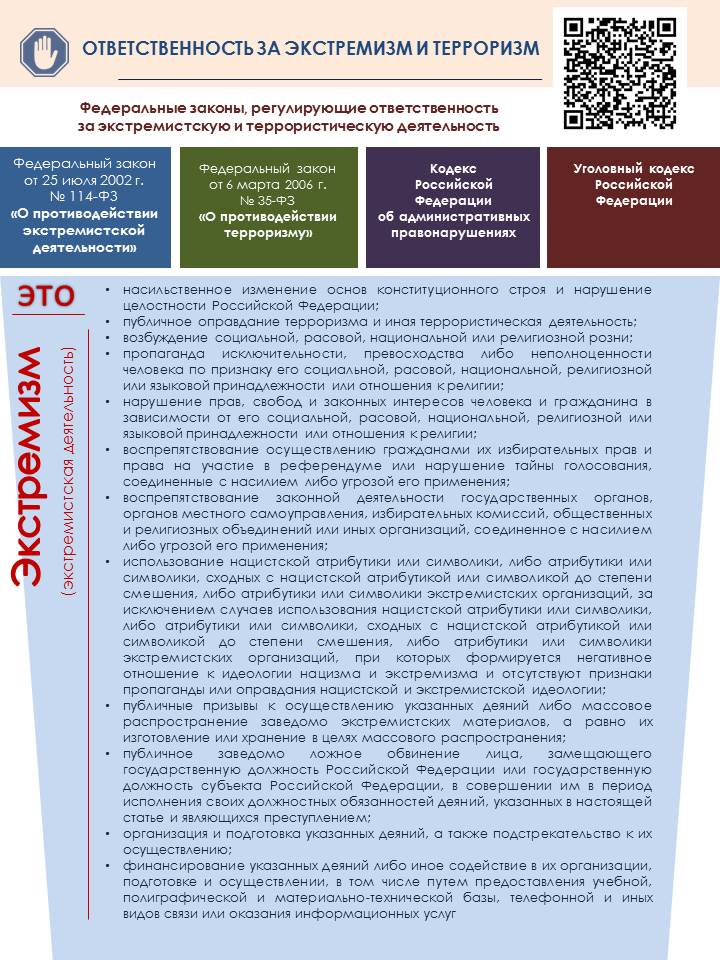 ОТВЕТСТВЕННОСТЬ ЗА ЭКСТРЕМИЗМ И ТЕРРОРИЗМ
Федеральные законы, регулирующие ответственность
за экстремистскую и террористическую деятельность
Федеральный закон
от 25 июля 2002 г.
№ 114-ФЗ
«О противодействии
экстремистской
деятельности»
Федеральный закон
от 6 марта 2006 г.
№ 35-ФЗ
«О противодействии
терроризму»
Кодекс
Российской
Федерации
об административных
правонарушениях
Уголовный кодекс
Российской
Федерации
ЭТО
Экстремизм
(экстремистская деятельность)
• насильственное изменение основ конституционного строя и нарушение
целостности Российской Федерации;
• публичное оправдание терроризма и иная террористическая деятельность;
• возбуждение социальной, расовой, национальной или религиозной розни;
• пропаганда исключительности, превосходства либо неполноценности
человека по признаку его социальной, расовой, национальной, религиозной
или языковой принадлежности или отношения к религии;
• нарушение прав, свобод и законных интересов человека и гражданина в
зависимости от его социальной, расовой, национальной, религиозной или
языковой принадлежности или отношения к религии;
• воспрепятствование осуществлению гражданами их избирательных прав и
права на участие в референдуме или нарушение тайны голосования,
соединенные с насилием либо угрозой его применения;
• воспрепятствование законной деятельности государственных органов,
органов местного самоуправления, избирательных комиссий, общественных
и религиозных объединений или иных организаций, соединенное с насилием
либо угрозой его применения;
• использование нацистской атрибутики или символики, либо атрибутики или
символики, сходных с нацистской атрибутикой или символикой до степени
смешения, либо атрибутики или символики экстремистских организаций, за
исключением случаев использования нацистской атрибутики или символики,
либо атрибутики или символики, сходных с нацистской атрибутикой или
символикой до степени смешения, либо атрибутики или символики
экстремистских организаций, при которых формируется негативное
отношение к идеологии нацизма и экстремизма и отсутствуют признаки
пропаганды или оправдания нацистской и экстремистской идеологии;
• публичные призывы к осуществлению указанных деяний либо массовое
распространение заведомо экстремистских материалов, а равно их
изготовление или хранение в целях массового распространения;
• публичное заведомо ложное обвинение лица, замещающего
государственную должность Российской Федерации или государственную
должность субъекта Российской Федерации, в совершении им в период
исполнения своих должностных обязанностей деяний, указанных в настоящей
статье и являющихся преступлением;
• организация и подготовка указанных деяний, а также подстрекательство к их
осуществлению;
• финансирование указанных деяний либо иное содействие в их организации,
подготовке и осуществлении, в том числе путем предоставления учебной,
полиграфической и материально-технической базы, телефонной и иных
видов связи или оказания информационных услуг